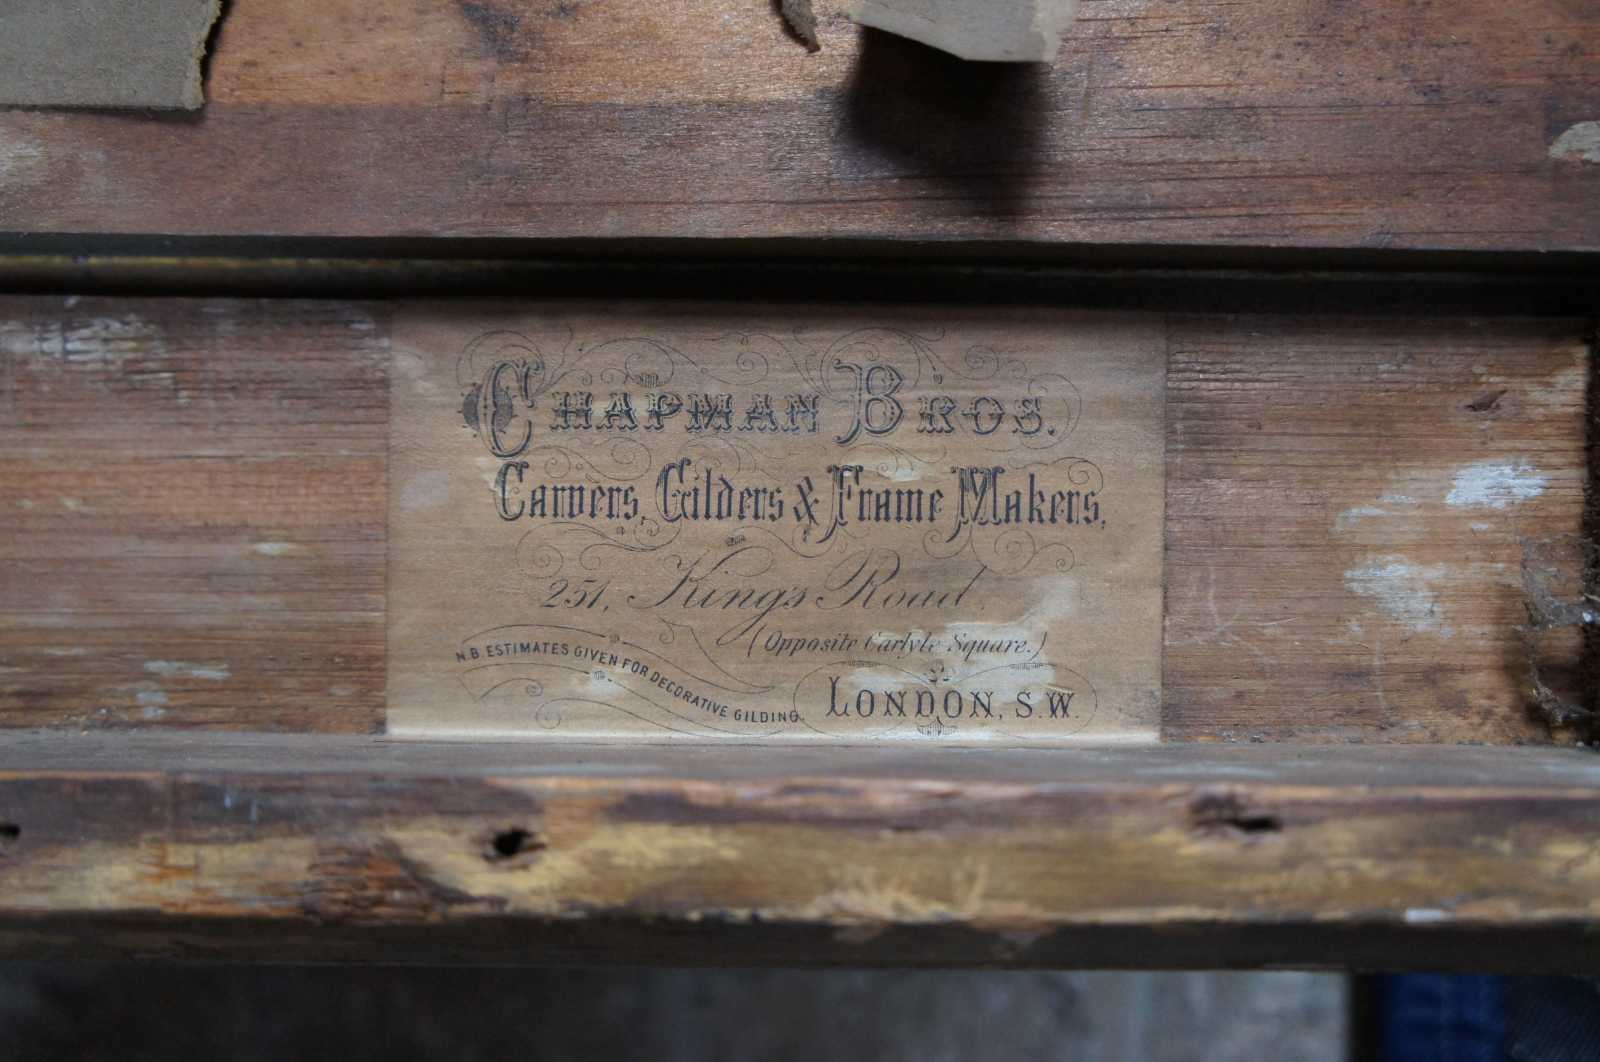 CHAPMAN BROS.
Carvers, Gilders & Frame Makers,
251, Kings Road.
(Opposite Carlyle Square.)
N.B. ESTIMATES GIVEN FOR DECORATIVE GILDING.
LONDON, S.W.